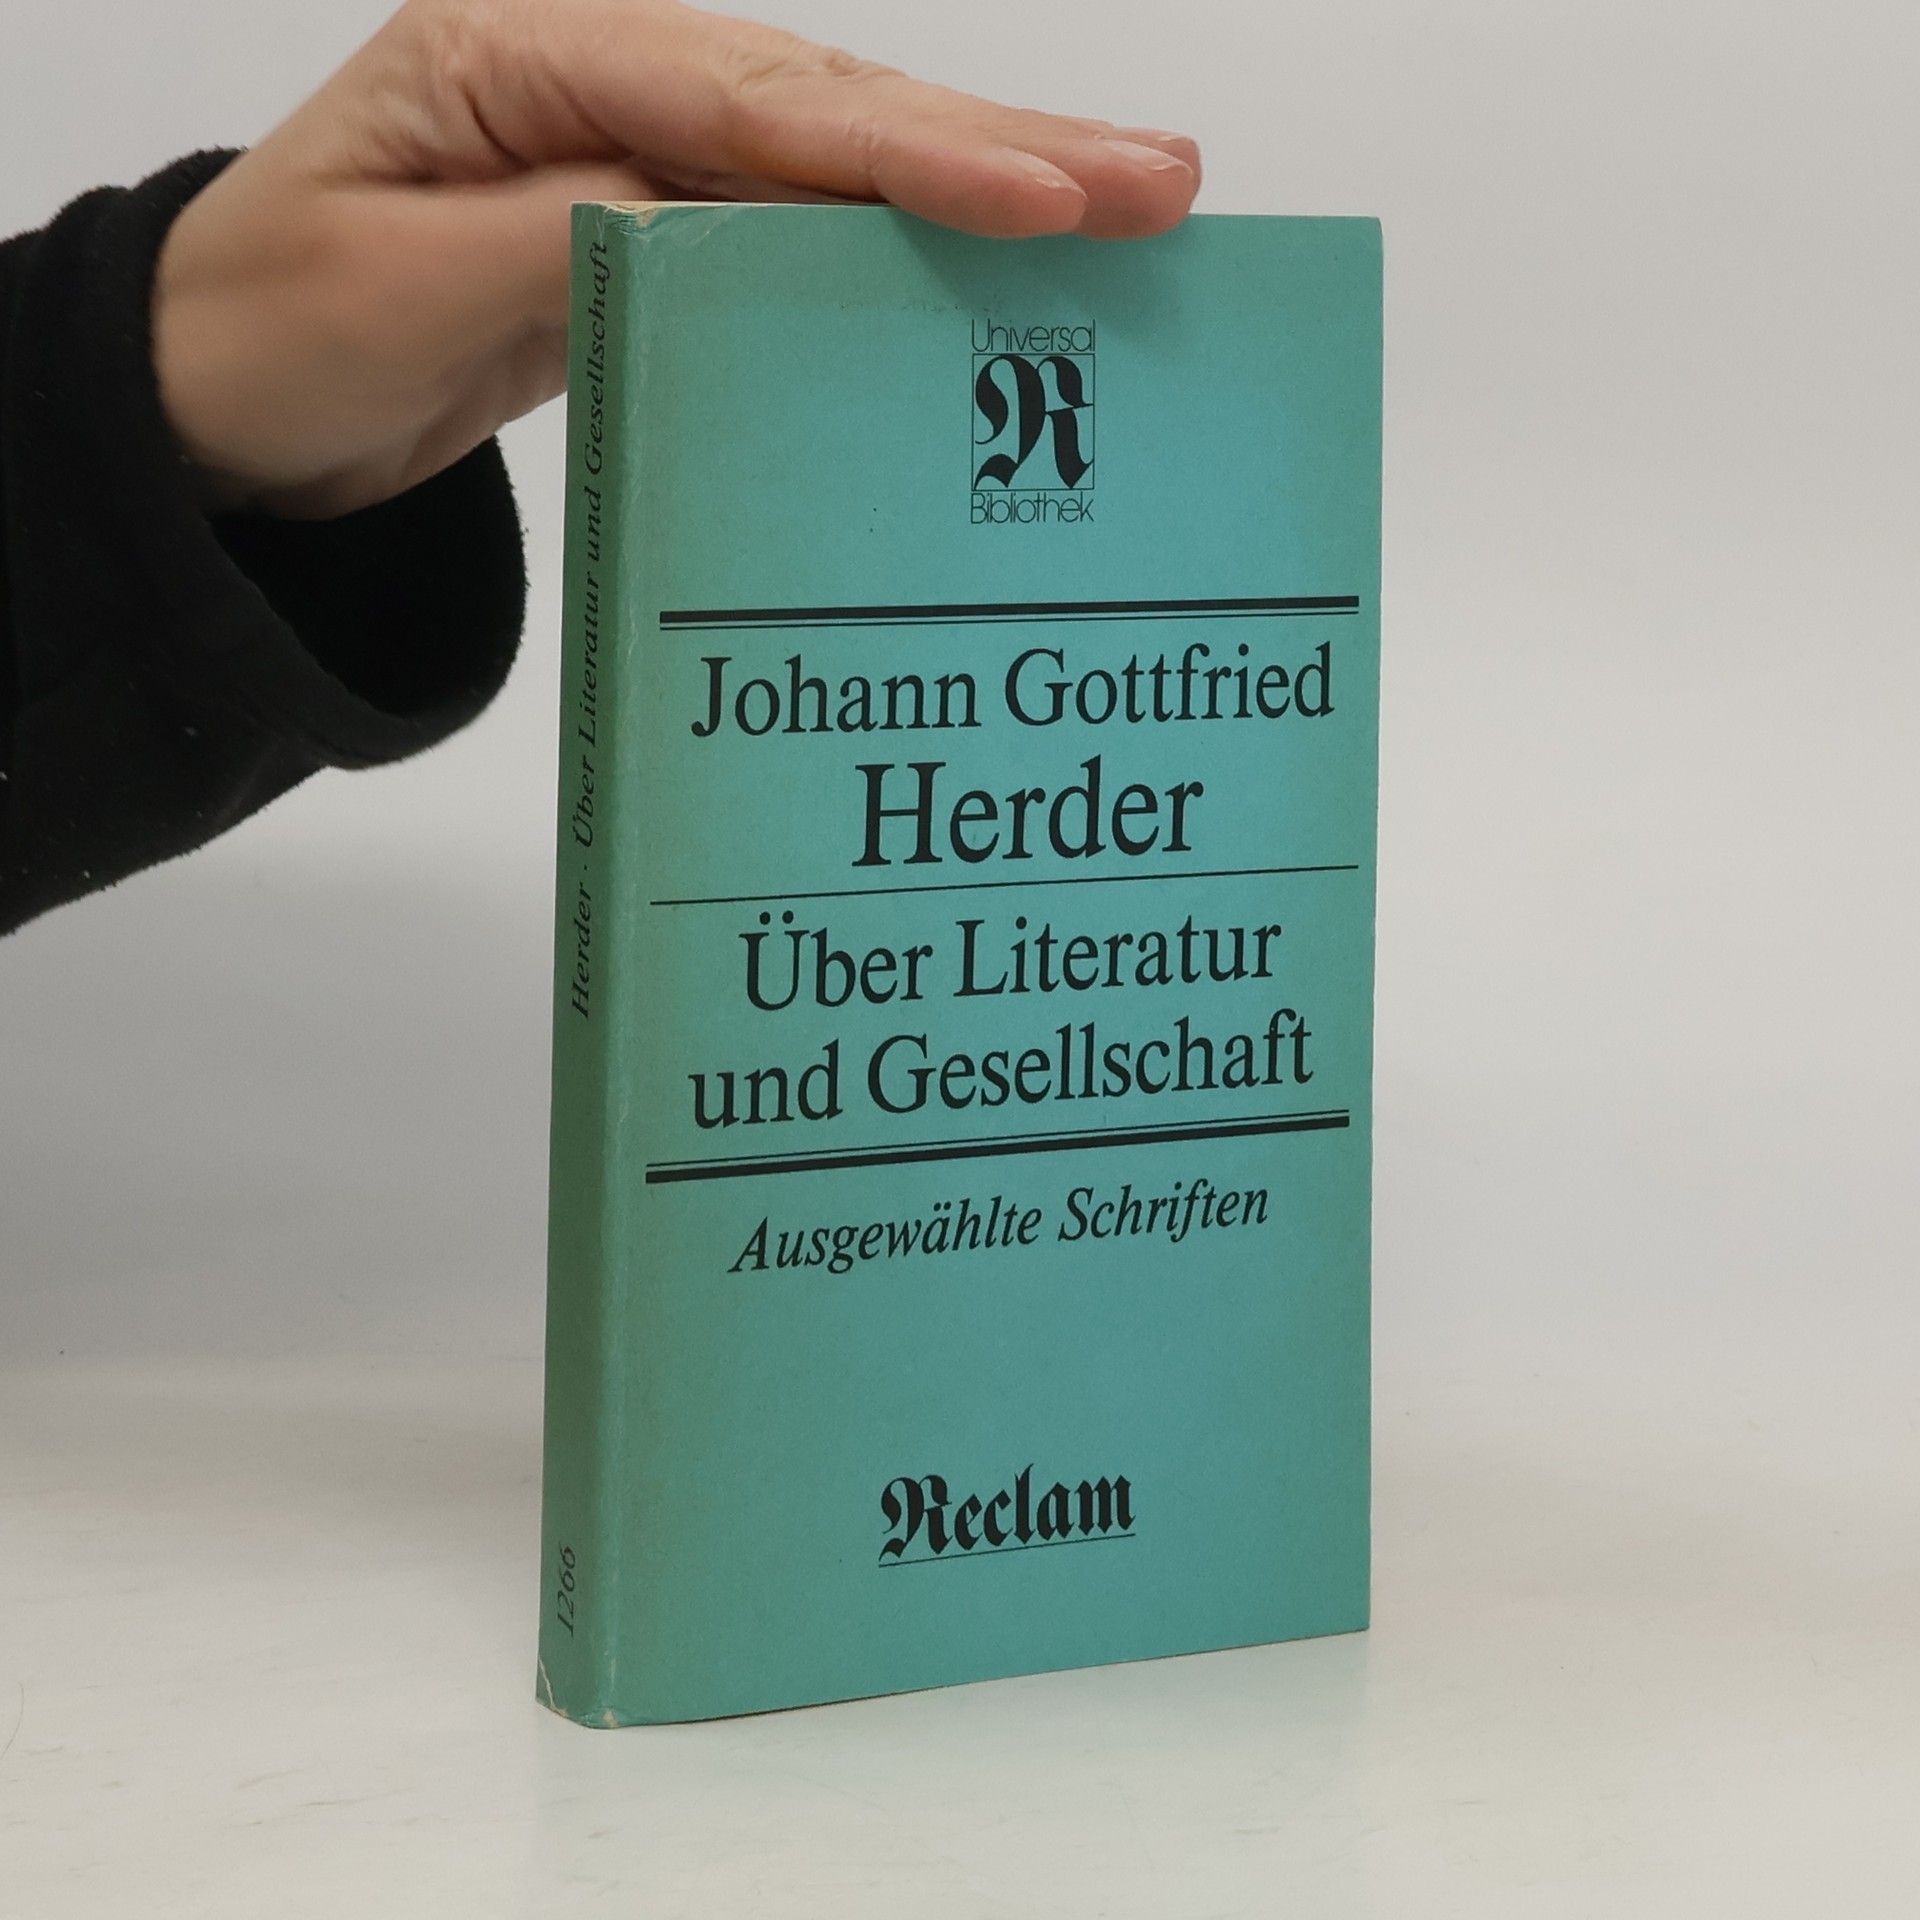 Herder · Über Literatur und Gesellschaft
1266
Universal
R
Bibliothek
Johann Gottfried
Herder
Über Literatur
und Gesellschaft
Ausgewählte Schriften
Reclam